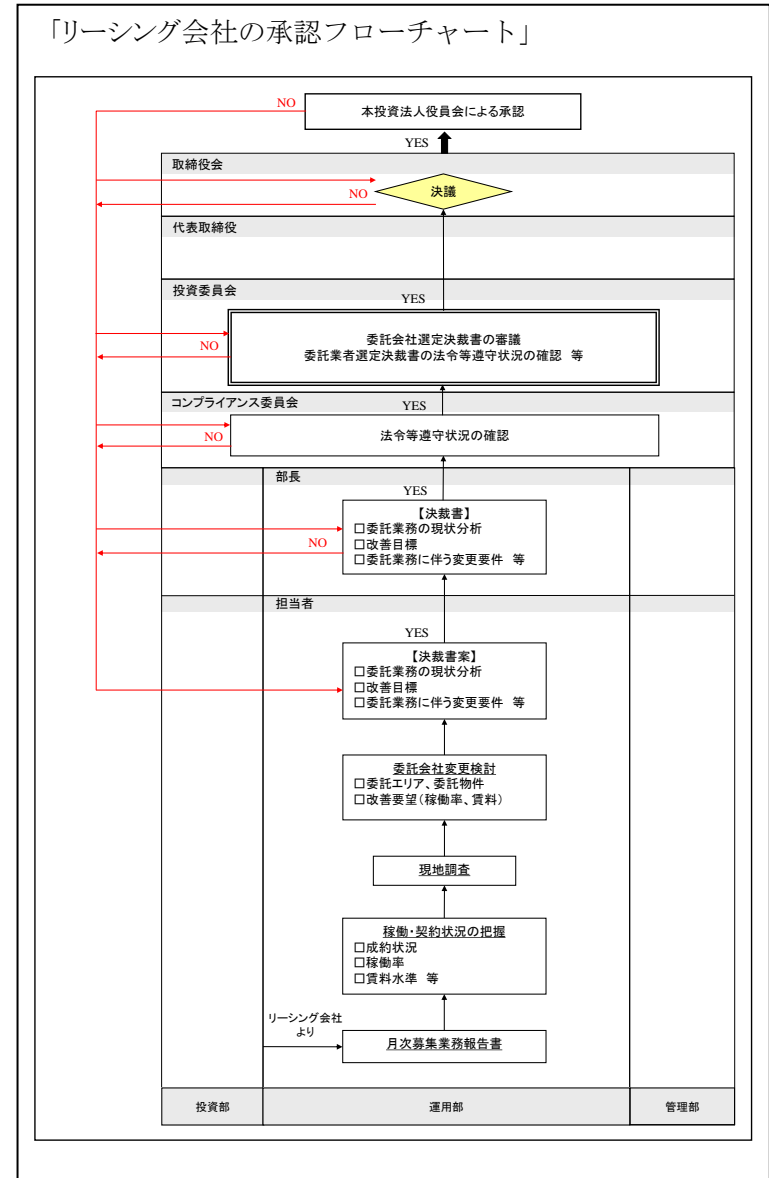 「リーシング会社の承認フローチャート」
NO
本投資法人役員会による承認
YES
取締役会
NO
決議
代表取締役
投資委員会
YES
委託会社選定決裁書の審議
NO
委託業者選定決裁書の法令等遵守状況の確認 等
コンプライアンス委員会
YES
NO
法令等遵守状況の確認
部長
YES
【決裁書】
□委託業務の現状分析
NO
□改善目標
□委託業務に伴う変更要件 等
担当者
YES
【決裁書案】
□委託業務の現状分析
□改善目標
□委託業務に伴う変更要件 等
委託会社変更検討
□委託エリア、委託物件
□改善要望(稼働率、賃料)
現地調査
稼働・契約状況の把握
□成約状況
□稼働率
□賃料水準 等
リーシング会社
より
月次募集業務報告書
投資部
運用部
管理部